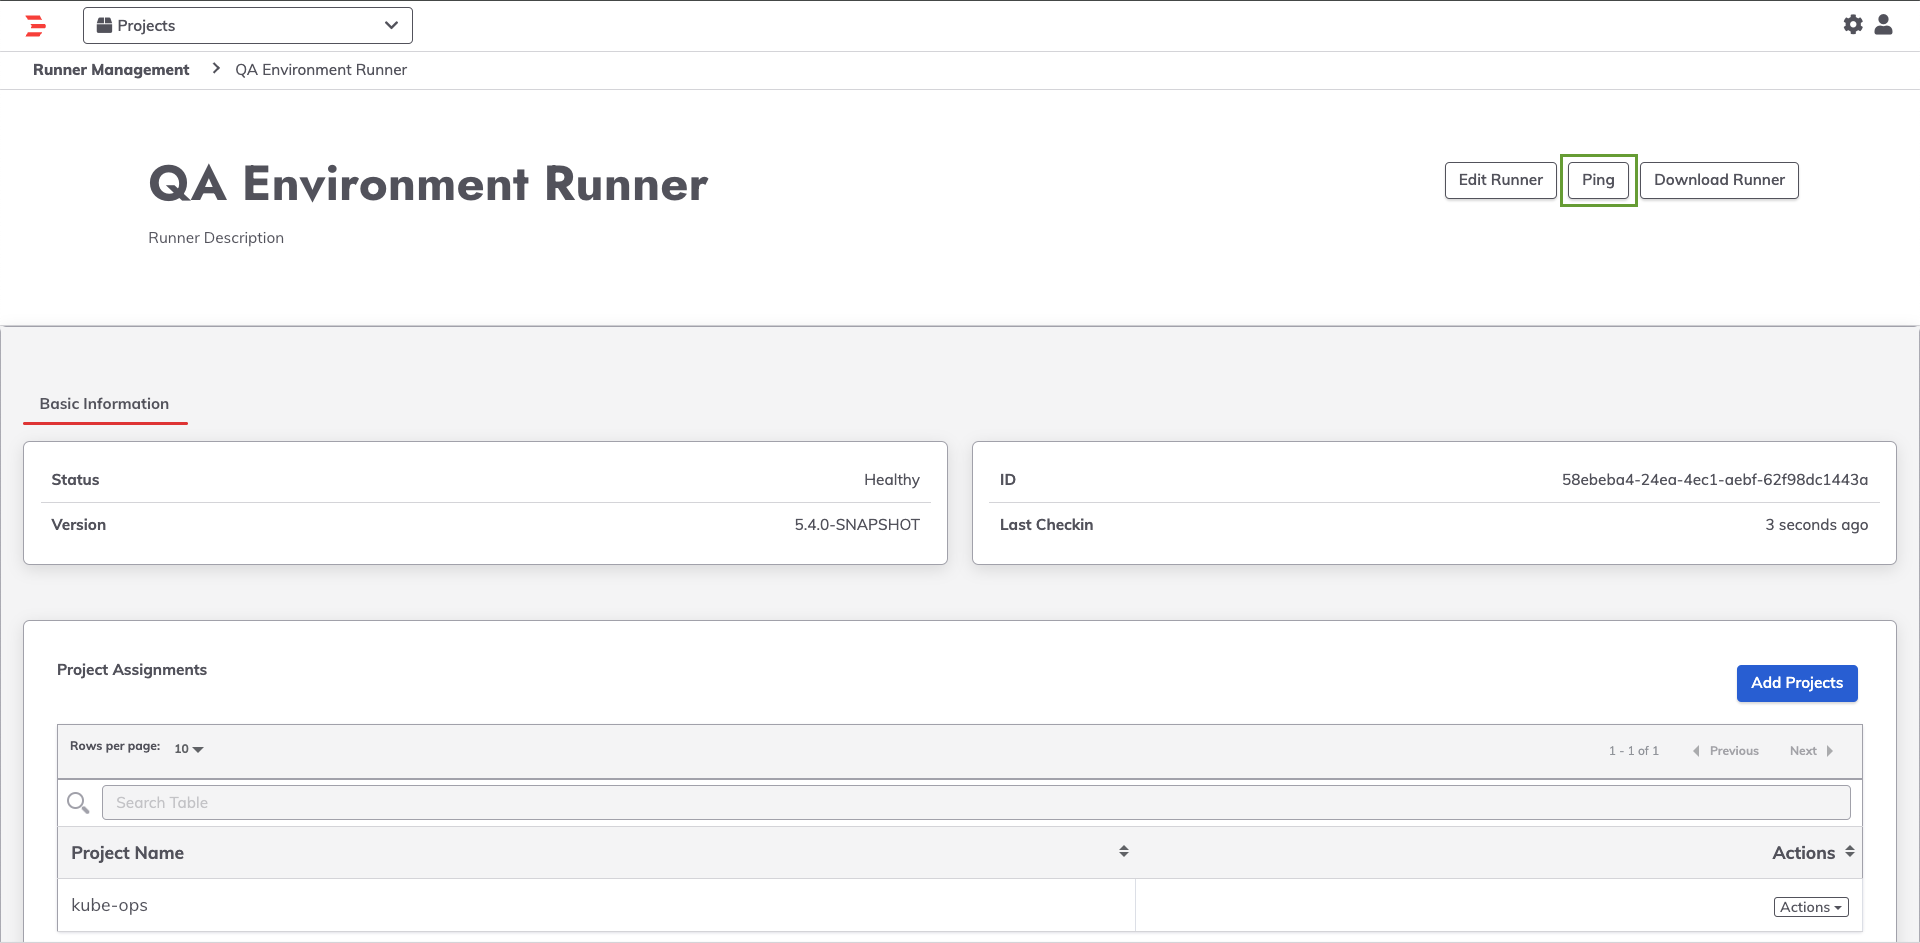 Projects
Runner Management > QA Environment Runner
QA Environment Runner
Edit Runner Ping Download Runner
Runner Description
Basic Information
Status Healthy
Version 5.4.0-SNAPSHOT
ID 58ebeba4-24ea-4ec1-aebf-62f98dc1443a
Last Checkin 3 seconds ago
Project Assignments
Add Projects
Rows per page: 10
1 - 1 of 1 Previous Next
Search Table
Project Name Actions
kube-ops Actions